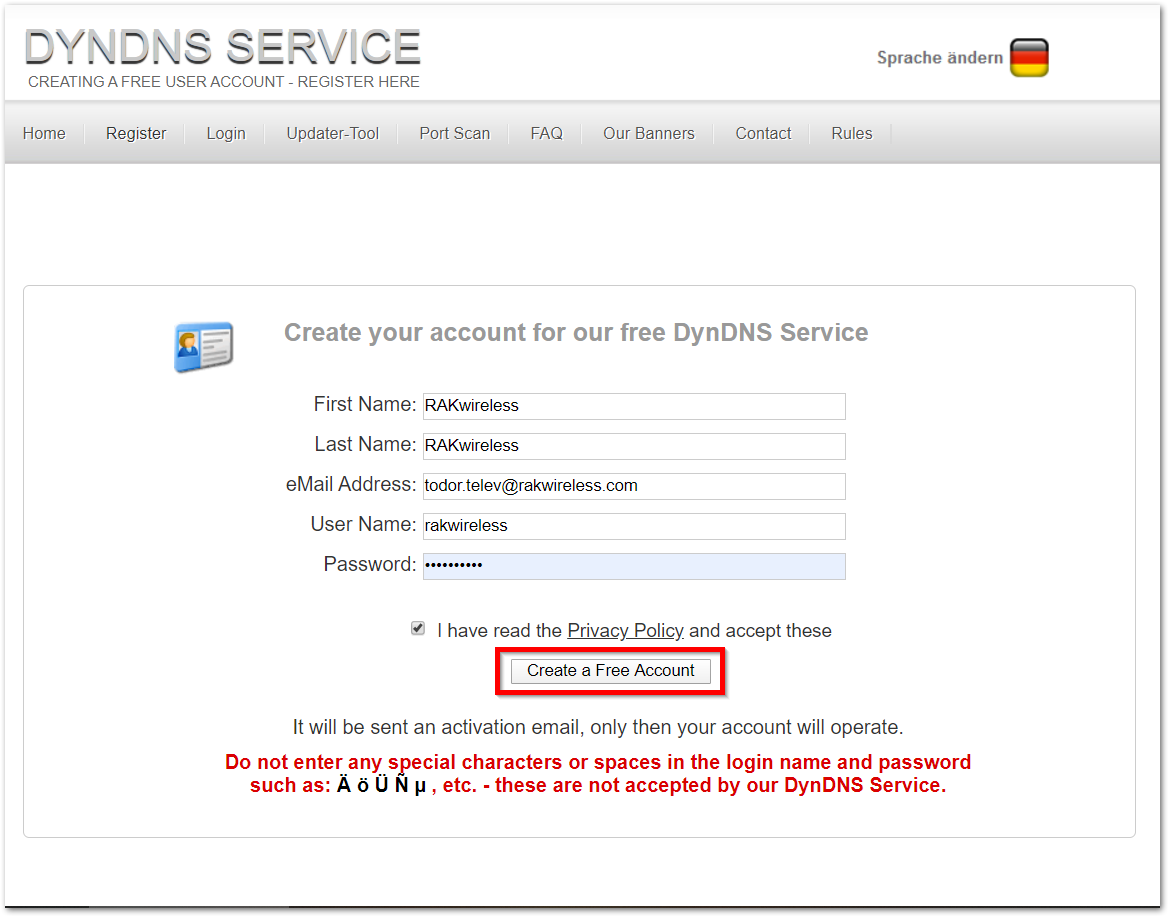 DYNDNS SERVICE
CREATING A FREE USER ACCOUNT - REGISTER HERE
Sprache ändern
Home Register Login Updater-Tool Port Scan FAQ Our Banners Contact Rules
Create your account for our free DynDNS Service
First Name: RAKwireless
Last Name: RAKwireless
eMail Address: todor.telev@rakwireless.com
User Name: rakwireless
Password: ••••••••••
I have read the Privacy Policy and accept these
Create a Free Account
It will be sent an activation email, only then your account will operate.
Do not enter any special characters or spaces in the login name and password
such as: Ä ö Ü Ñ µ , etc. - these are not accepted by our DynDNS Service.